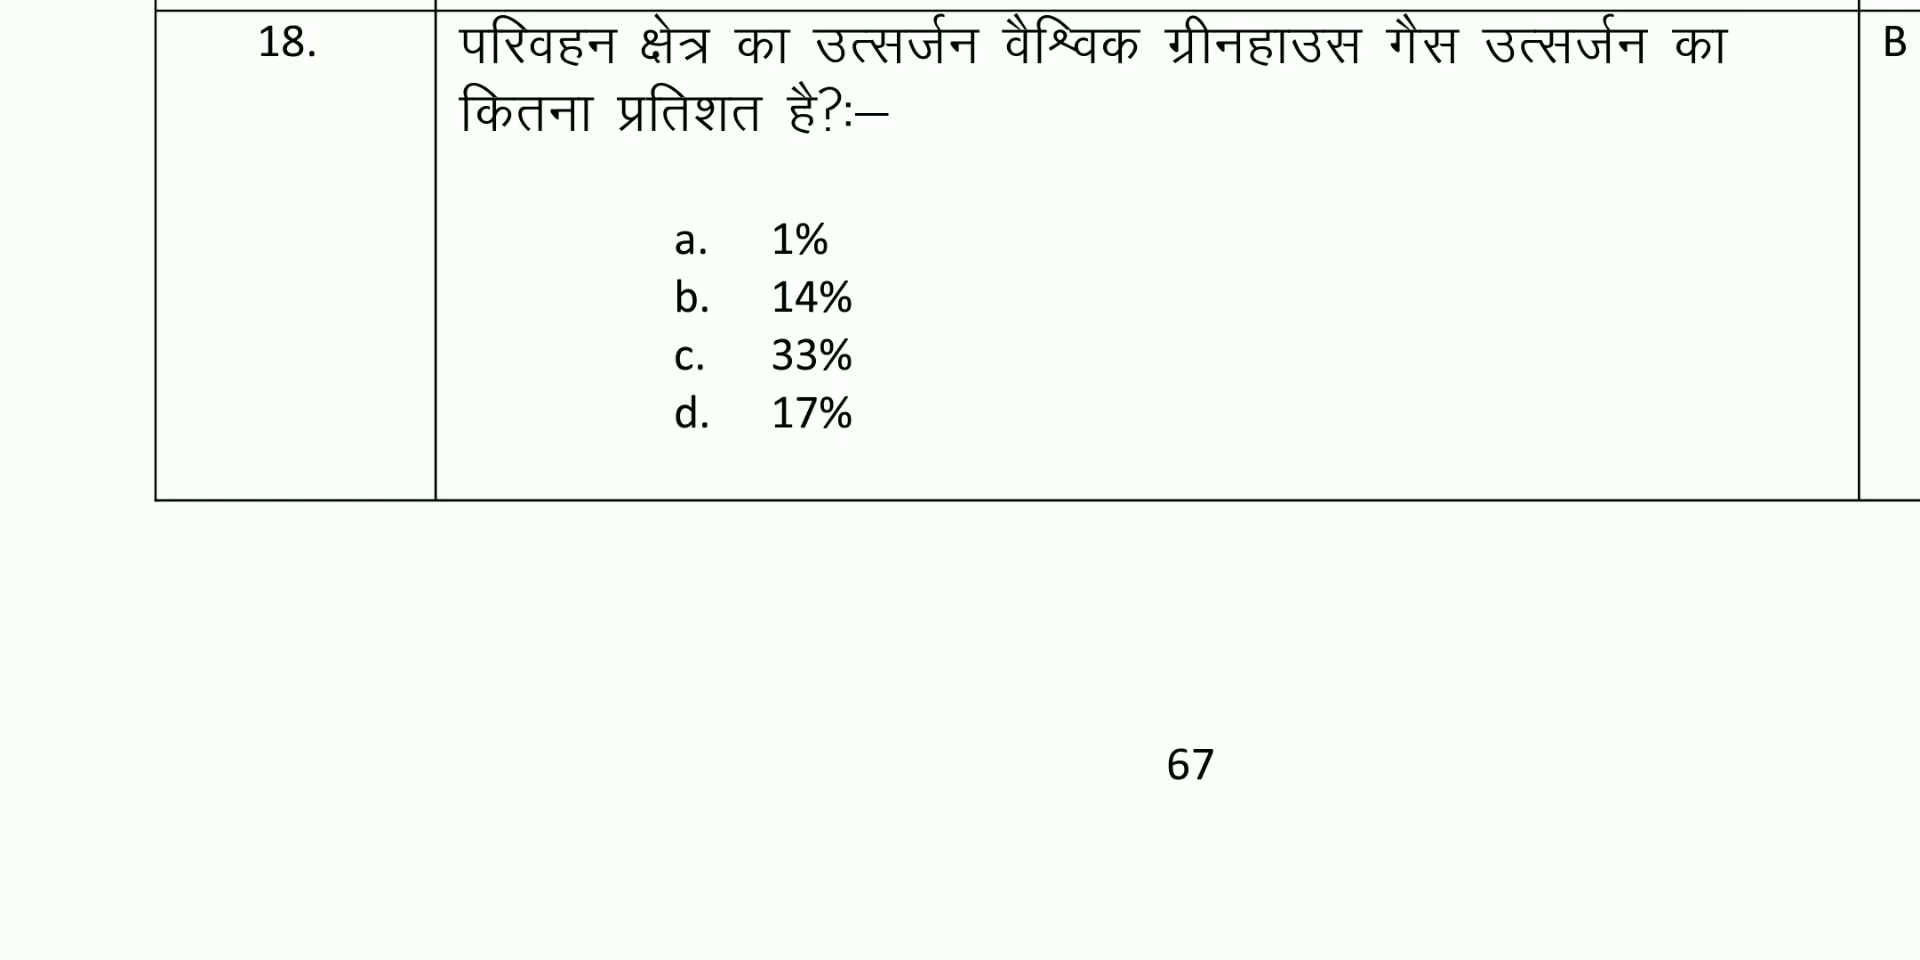 18. परिवहन क्षेत्र का उत्सर्जन वैश्विक ग्रीनहाउस गैस उत्सर्जन का B
कितना प्रतिशत है?:—
a. 1%
b. 14%
c. 33%
d. 17%
67